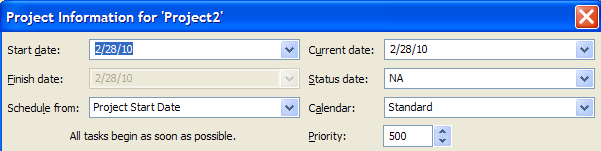 Project Information for 'Project2'
Start date: 2/28/10 Current date: 2/28/10
Finish date: 2/28/10 Status date: NA
Schedule from: Project Start Date Calendar: Standard
All tasks begin as soon as possible. Priority: 500